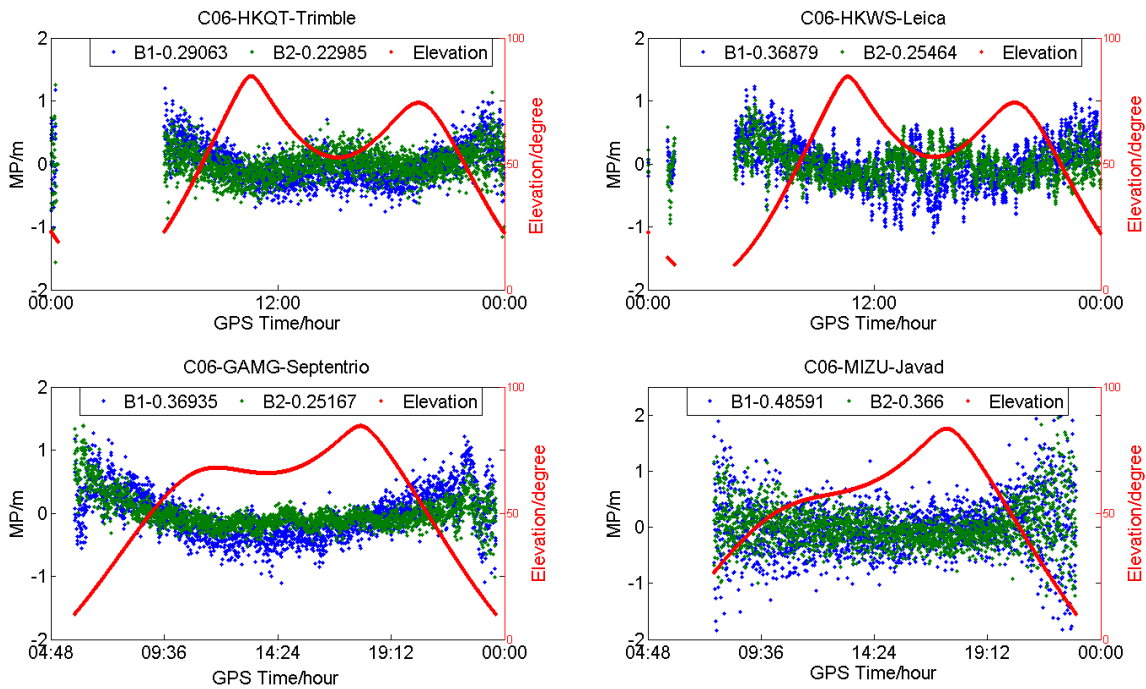 C06-HKQT-Trimble
B1-0.29063 B2-0.22985 Elevation
2
1
0
-1
-2
MP/m
100
50
0
Elevation/degree
00:00 12:00 00:00
GPS Time/hour
C06-HKWS-Leica
B1-0.36879 B2-0.25464 Elevation
2
1
0
-1
-2
MP/m
100
50
0
Elevation/degree
00:00 12:00 00:00
GPS Time/hour
C06-GAMG-Septentrio
B1-0.36935 B2-0.25167 Elevation
2
1
0
-1
-2
MP/m
100
50
0
Elevation/degree
04:48 09:36 14:24 19:12 00:00
GPS Time/hour
C06-MIZU-Javad
B1-0.48591 B2-0.366 Elevation
2
1
0
-1
-2
MP/m
100
50
0
Elevation/degree
04:48 09:36 14:24 19:12 00:00
GPS Time/hour